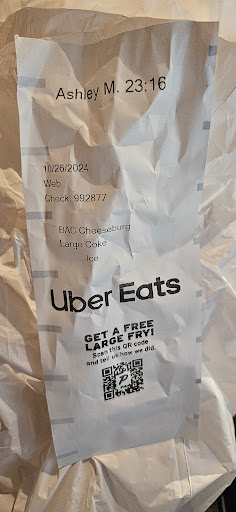 Ashley M. 23:16
10/26/2024
Web
Check: 992877
BAC Cheeseburg
Large Coke
Ice
Uber Eats
GET A FREE
LARGE FRY!
Scan this QR code
and tell us how we did.